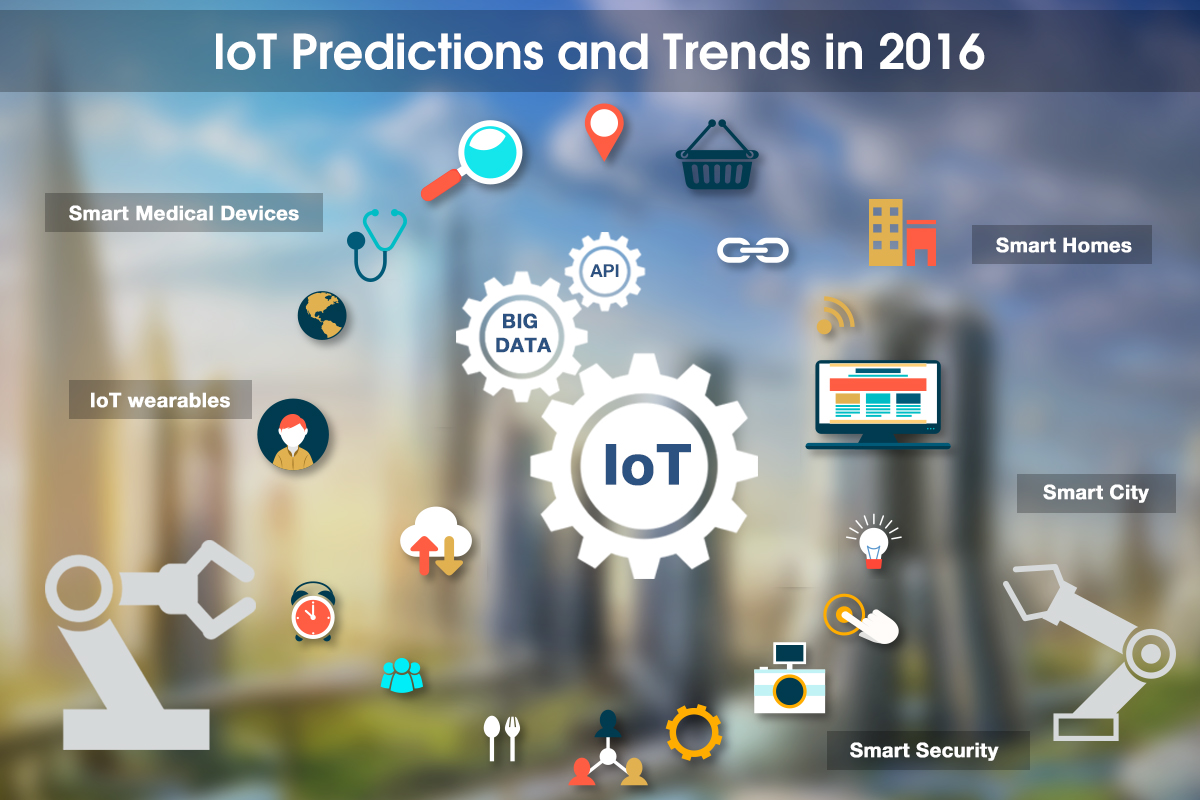 IoT Predictions and Trends in 2016
Smart Medical Devices
Smart Homes
API
BIG
DATA
IoT wearables
IoT
Smart City
Smart Security